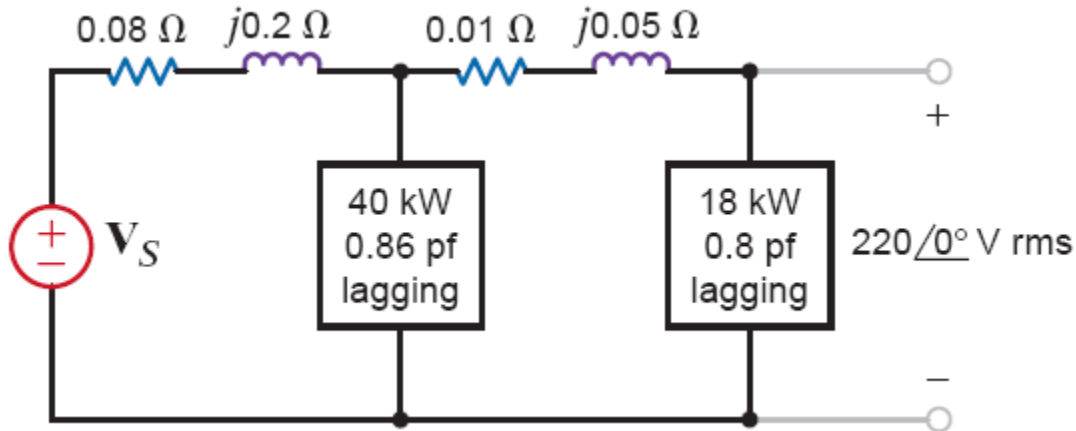 0.08 Ω j0.2 Ω 0.01 Ω j0.05 Ω
+
+
−
V_S
40 kW
0.86 pf
lagging
18 kW
0.8 pf
lagging
220/0° V rms
−